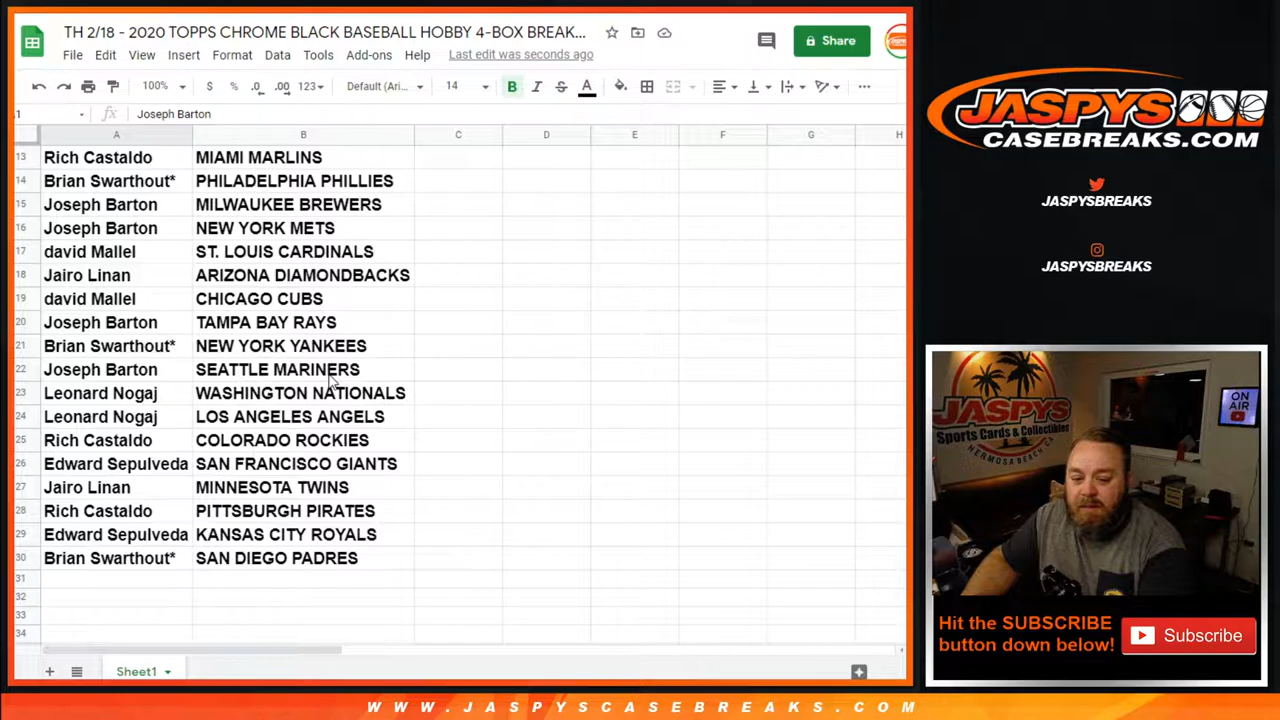 TH 2/18 - 2020 TOPPS CHROME BLACK BASEBALL HOBBY 4-BOX BREAK...
Share
File Edit View Insert Format Data Tools Add-ons Help Last edit was seconds ago
100% $ % .0 .00 123 Default (Ari... 14 B I S A
1 fx Joseph Barton
A B C D E F G H
13 Rich Castaldo MIAMI MARLINS
14 Brian Swarthout* PHILADELPHIA PHILLIES
15 Joseph Barton MILWAUKEE BREWERS
16 Joseph Barton NEW YORK METS
17 david Mallel ST. LOUIS CARDINALS
18 Jairo Linan ARIZONA DIAMONDBACKS
19 david Mallel CHICAGO CUBS
20 Joseph Barton TAMPA BAY RAYS
21 Brian Swarthout* NEW YORK YANKEES
22 Joseph Barton SEATTLE MARINERS
23 Leonard Nogaj WASHINGTON NATIONALS
24 Leonard Nogaj LOS ANGELES ANGELS
25 Rich Castaldo COLORADO ROCKIES
26 Edward Sepulveda SAN FRANCISCO GIANTS
27 Jairo Linan MINNESOTA TWINS
28 Rich Castaldo PITTSBURGH PIRATES
29 Edward Sepulveda KANSAS CITY ROYALS
30 Brian Swarthout* SAN DIEGO PADRES
31
32
33
34
Sheet1
JASPYS
CASEBREAKS.COM
JASPYSBREAKS
JASPYSBREAKS
JASPYS
Sports Cards & Collectibles
HERMOSA BEACH CA
ON AIR
Hit the SUBSCRIBE
button down below!
Subscribe
WWW.JASPYSCASEBREAKS.COM